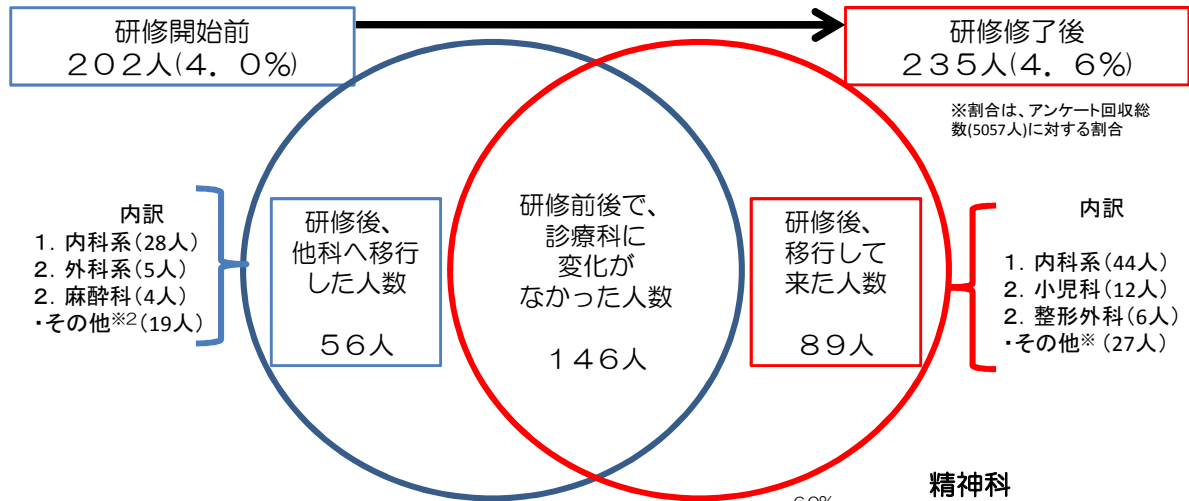 研修開始前
202人(4．0%)
研修修了後
235人(4．6%)
※割合は、アンケート回収総
数(5057人)に対する割合
内訳
1. 内科系(28人)
2. 外科系(5人)
2. 麻酔科(4人)
・その他※2(19人)
研修後、
他科へ移行
した人数
56人
研修前後で、
診療科に
変化が
なかった人数
146人
研修後、
移行して
来た人数
89人
内訳
1. 内科系(44人)
2. 小児科(12人)
2. 整形外科(6人)
・その他※(27人)
精神科